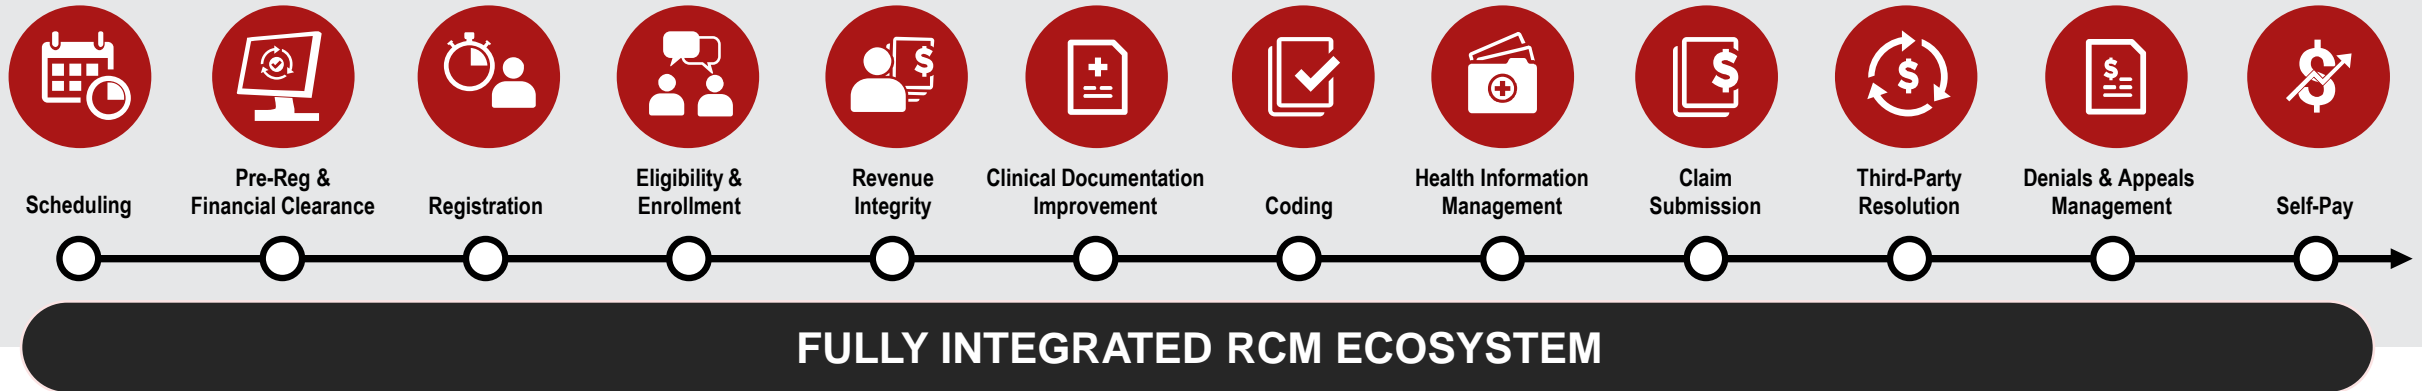 Scheduling
Pre-Reg &
Financial Clearance
Registration
Eligibility &
Enrollment
Revenue
Integrity
Clinical Documentation
Improvement
Coding
Health Information
Management
Claim
Submission
Third-Party
Resolution
Denials & Appeals
Management
Self-Pay
FULLY INTEGRATED RCM ECOSYSTEM